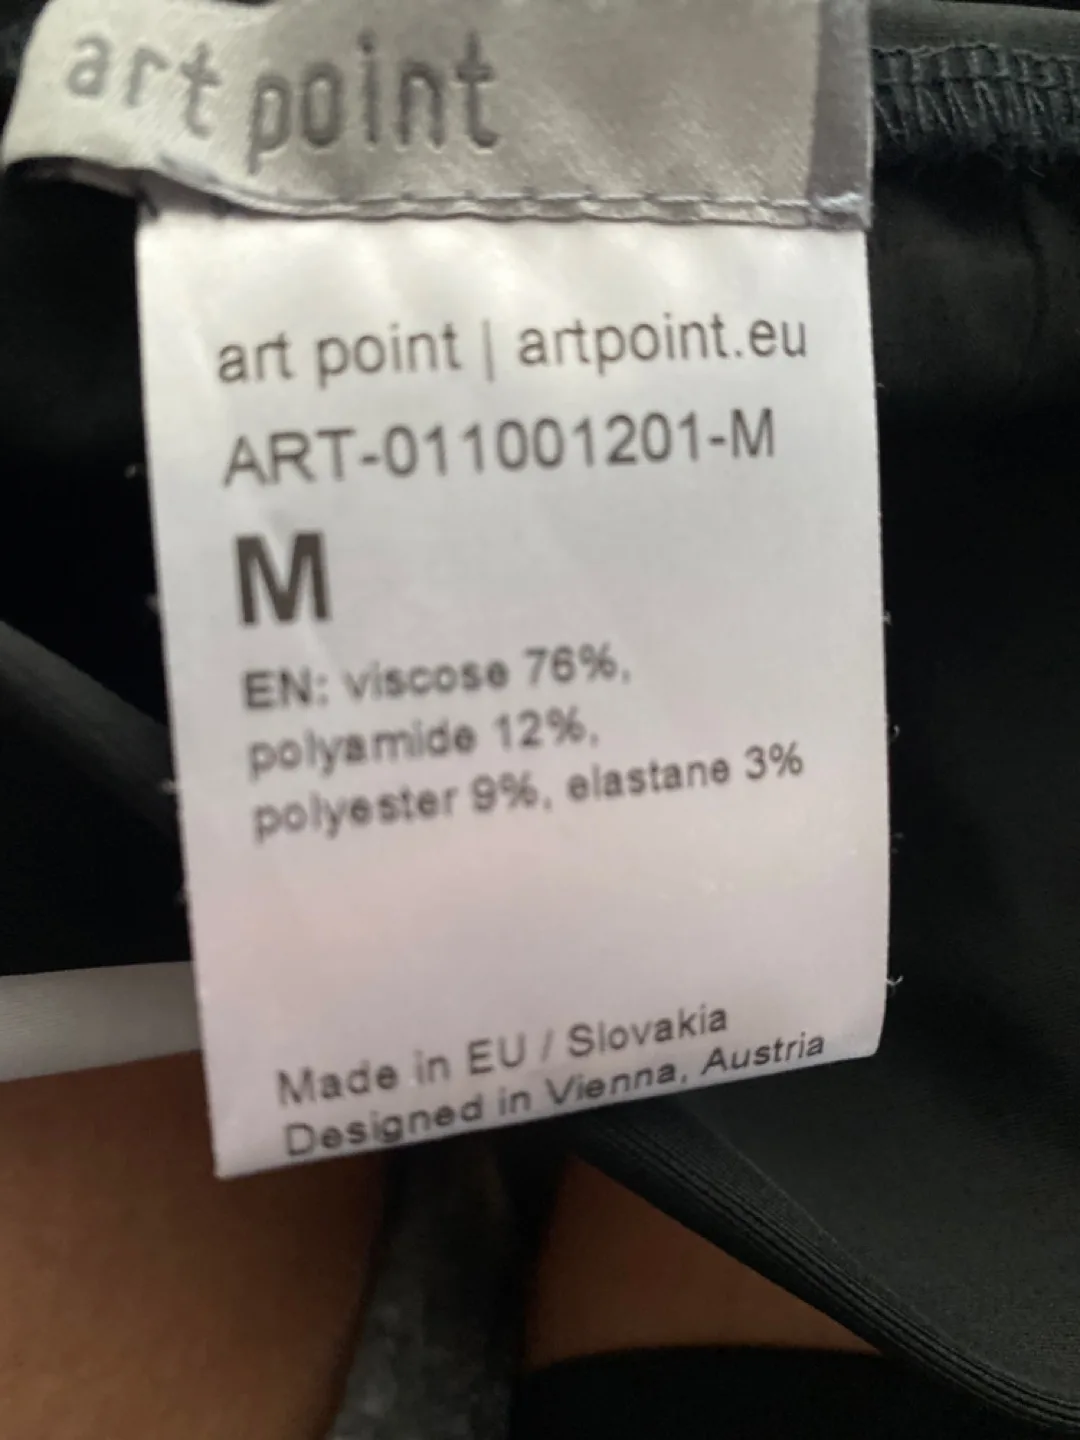 art point
art point | artpoint.eu
ART-011001201-M
M
EN: viscose 76%,
polyamide 12%,
polyester 9%, elastane 3%
Made in EU / Slovakia
Designed in Vienna, Austria